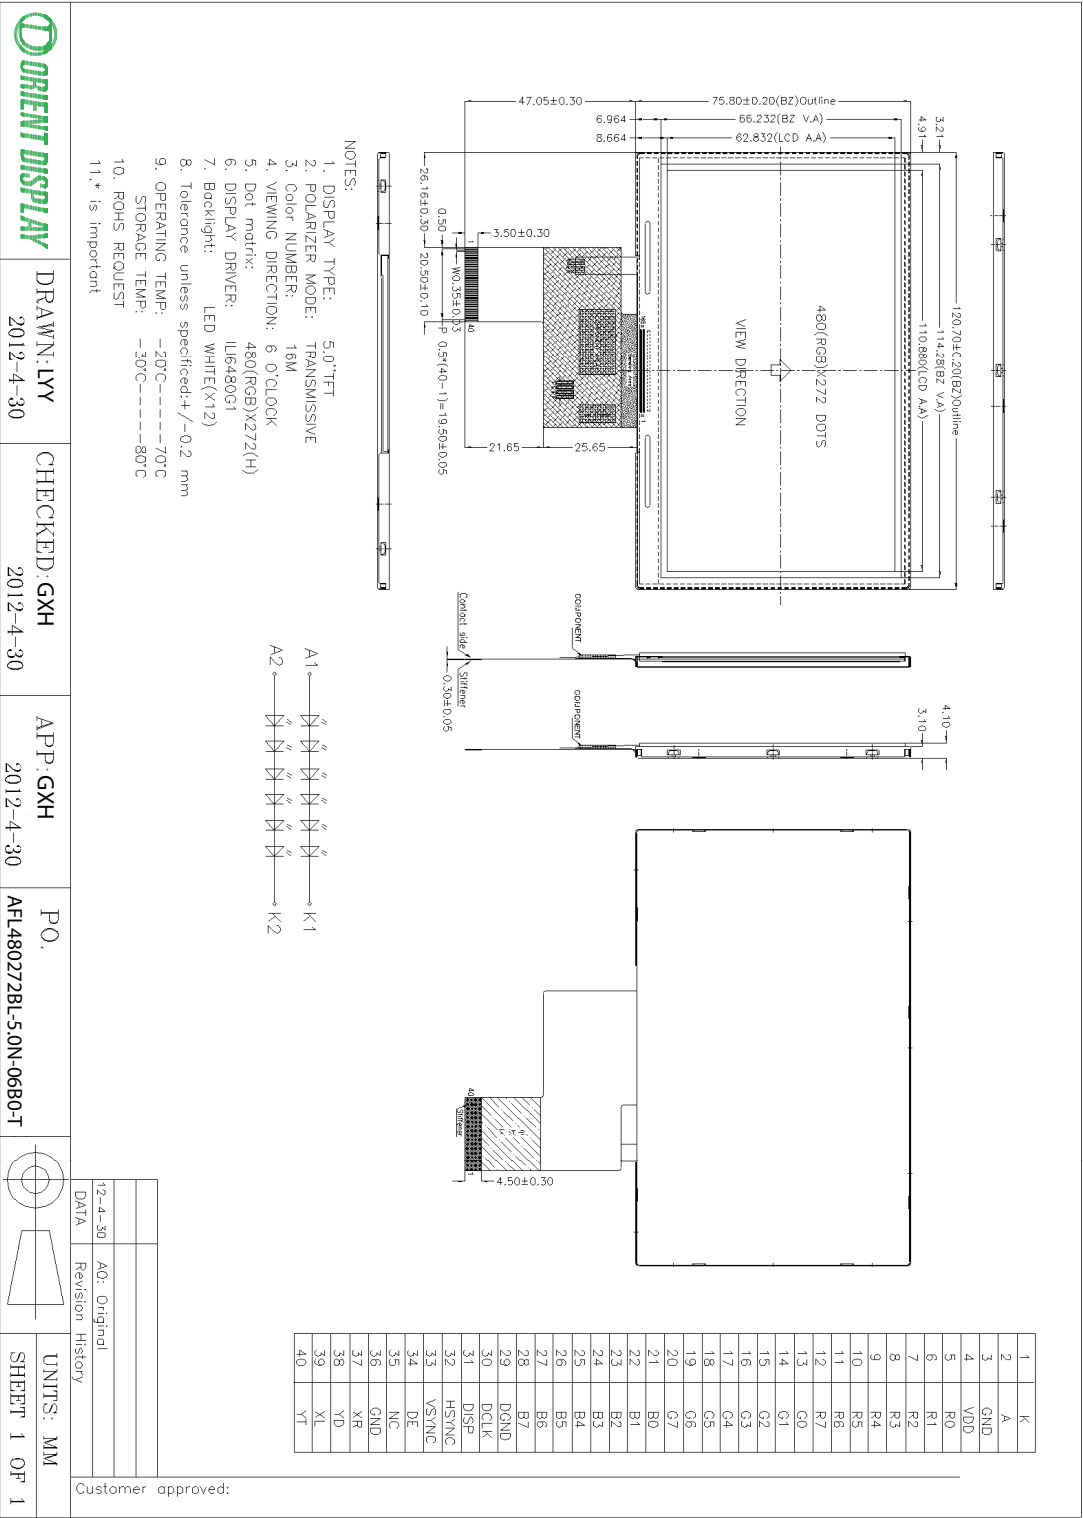 75.80±0.20(BZ)Outline
66.232(BZ V.A)
62.832(LCD A.A)
47.05±0.30
6.964
8.664
3.21
4.91
120.70±0.20(BZ)Outline
114.28(BZ V.A)
110.880(LCD A.A)
480(RGB)X272 DOTS
VIEW DIRECTION
26.16±0.30
20.50±0.10
0.50
3.50±0.30
W0.35±0.03
P 0.5*(40-1)=19.50±0.05
1
40
21.65
25.65
COMPONENT
Contact side
Stiffener
0.30±0.05
COMPONENT
4.10
3.10
40
1
Stiffener
4.50±0.30
A1
K1
A2
K2
NOTES:
1. DISPLAY TYPE: 5.0"TFT
2. POLARIZER MODE: TRANSMISSIVE
3. Color NUMBER: 16M
4. VIEWING DIRECTION: 6 O'CLOCK
5. Dot matrix: 480(RGB)X272(H)
6. DISPLAY DRIVER: ILI6480G1
7. Backlight: LED WHITE(X12)
8. Tolerance unless specificed:+/-0.2 mm
9. OPERATING TEMP: -20°C-----70°C
STORAGE TEMP: -30°C-----80°C
10. ROHS REQUEST
11.* is important
1 K
2 A
3 GND
4 VDD
5 R0
6 R1
7 R2
8 R3
9 R4
10 R5
11 R6
12 R7
13 G0
14 G1
15 G2
16 G3
17 G4
18 G5
19 G6
20 G7
21 B0
22 B1
23 B2
24 B3
25 B4
26 B5
27 B6
28 B7
29 DGND
30 DCLK
31 DISP
32 HSYNC
33 VSYNC
34 DE
35 NC
36 GND
37 XR
38 YD
39 XL
40 YT
12-4-30 A0: Original
DATA Revision History
Customer approved:
ORIENT DISPLAY
DRAWN:LYY
2012-4-30
CHECKED:GXH
2012-4-30
APP:GXH
2012-4-30
PO.
AFL480272BL-5.0N-06B0-T
UNITS: MM
SHEET 1 OF 1